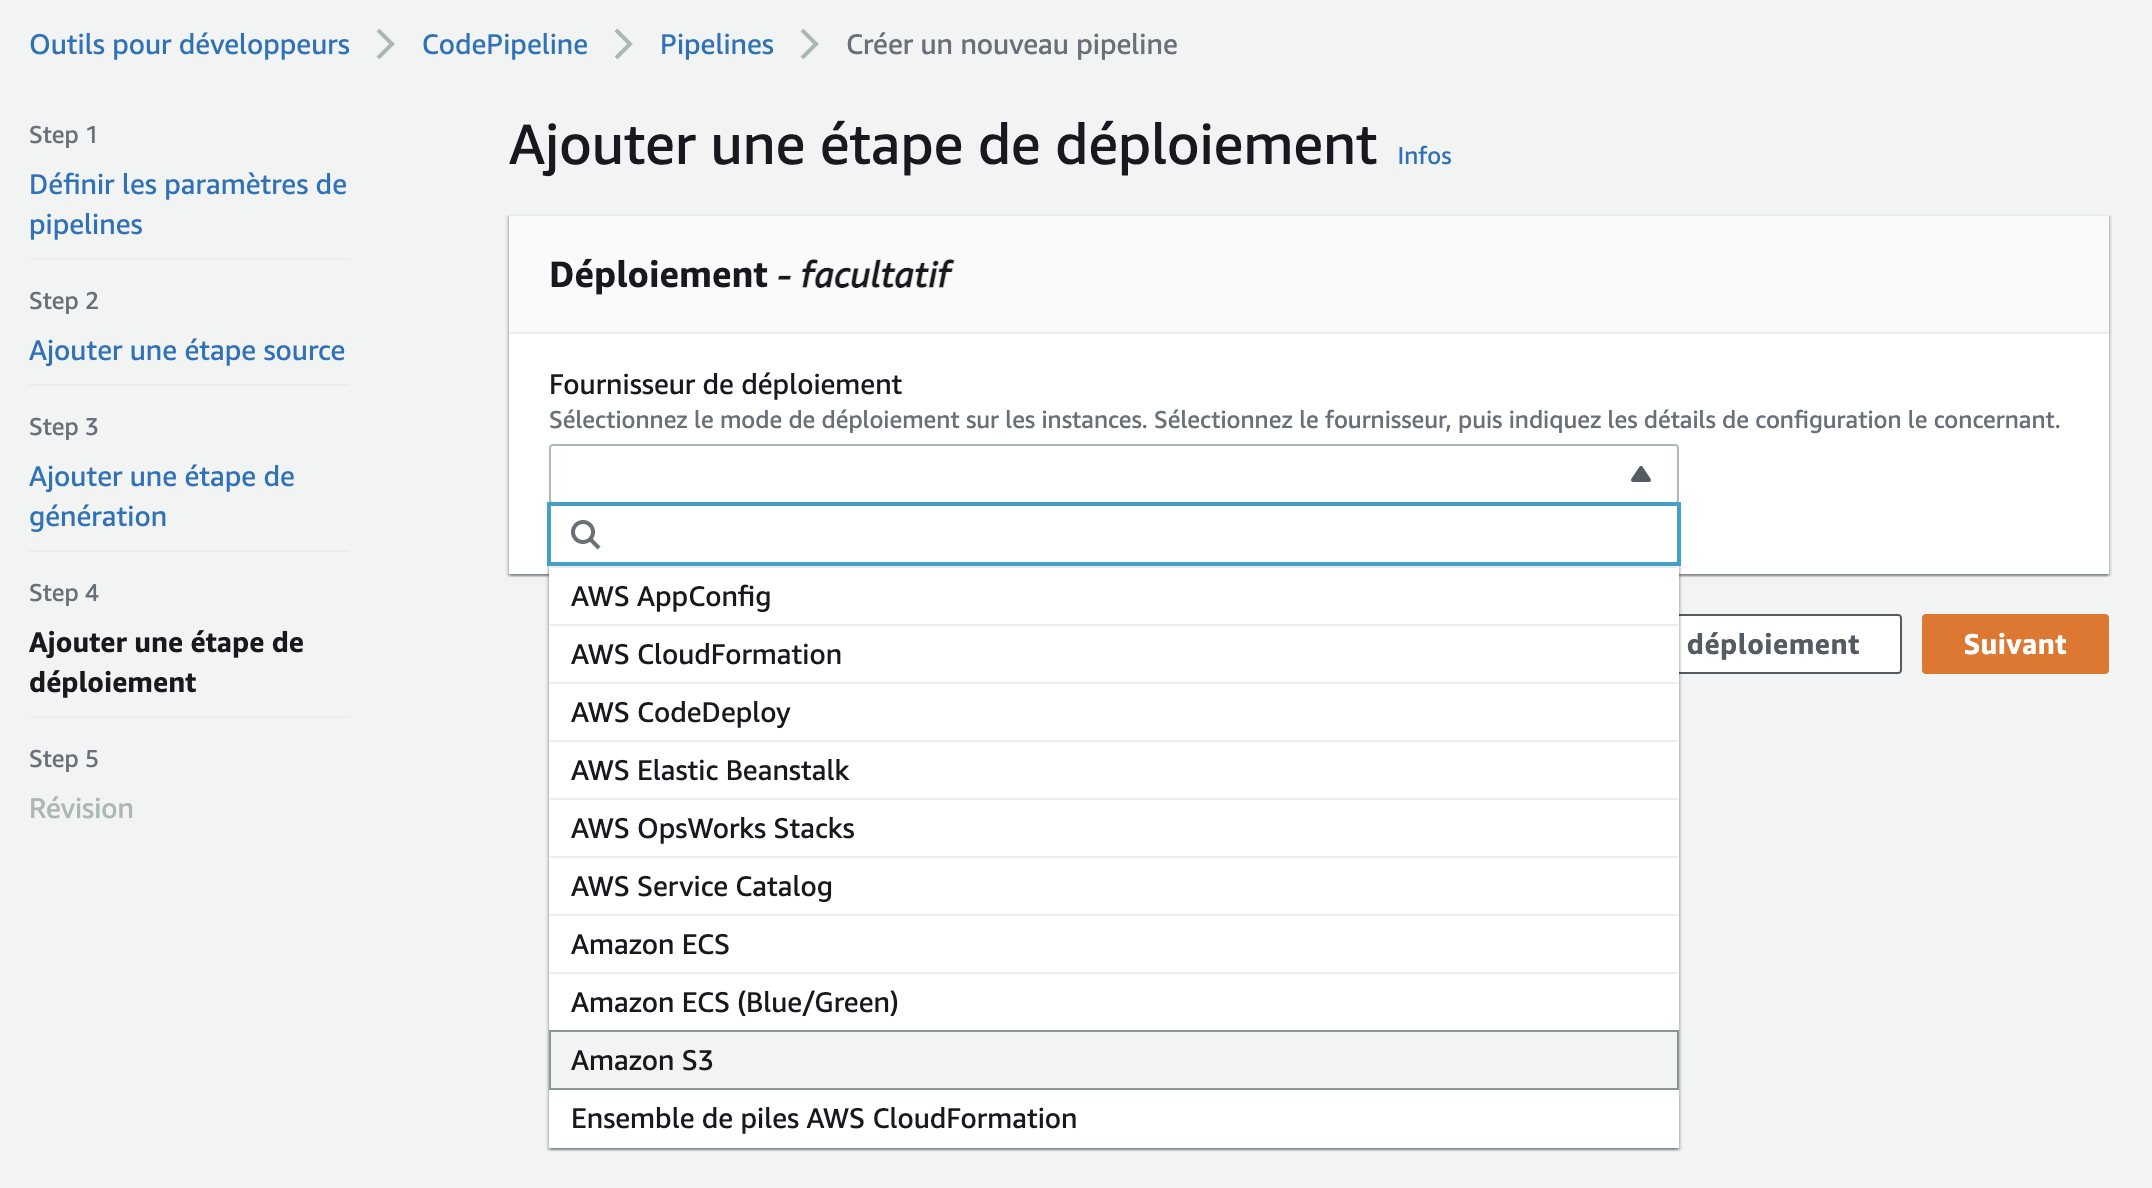 Outils pour développeurs > CodePipeline > Pipelines > Créer un nouveau pipeline
Step 1
Définir les paramètres de
pipelines
Step 2
Ajouter une étape source
Step 3
Ajouter une étape de
génération
Step 4
Ajouter une étape de
déploiement
Step 5
Révision
Ajouter une étape de déploiement Infos
Déploiement - facultatif
Fournisseur de déploiement
Sélectionnez le mode de déploiement sur les instances. Sélectionnez le fournisseur, puis indiquez les détails de configuration le concernant.
AWS AppConfig
AWS CloudFormation
AWS CodeDeploy
AWS Elastic Beanstalk
AWS OpsWorks Stacks
AWS Service Catalog
Amazon ECS
Amazon ECS (Blue/Green)
Amazon S3
Ensemble de piles AWS CloudFormation
déploiement
Suivant